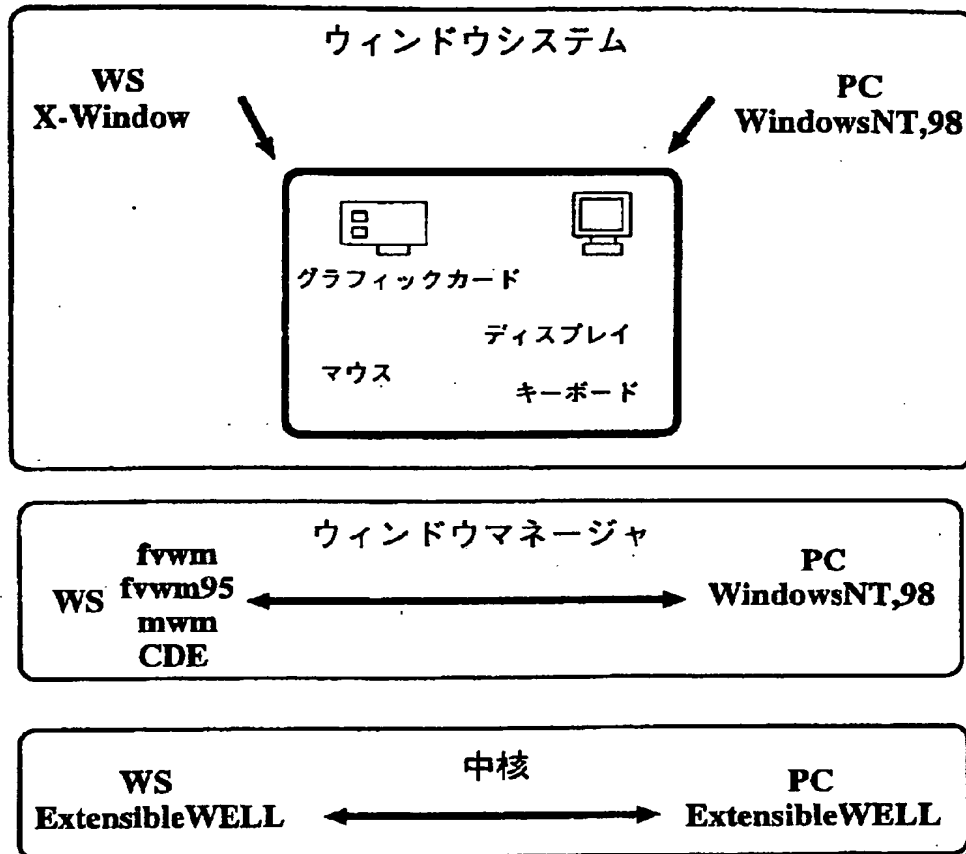 ウィンドウシステム
WS
X-Window
PC
WindowsNT,98
グラフィックカード
ディスプレイ
マウス
キーボード
ウィンドウマネージャ
WS
fvwm
fvwm95
mwm
CDE
PC
WindowsNT,98
中核
WS
ExtensibleWELL
PC
ExtensibleWELL